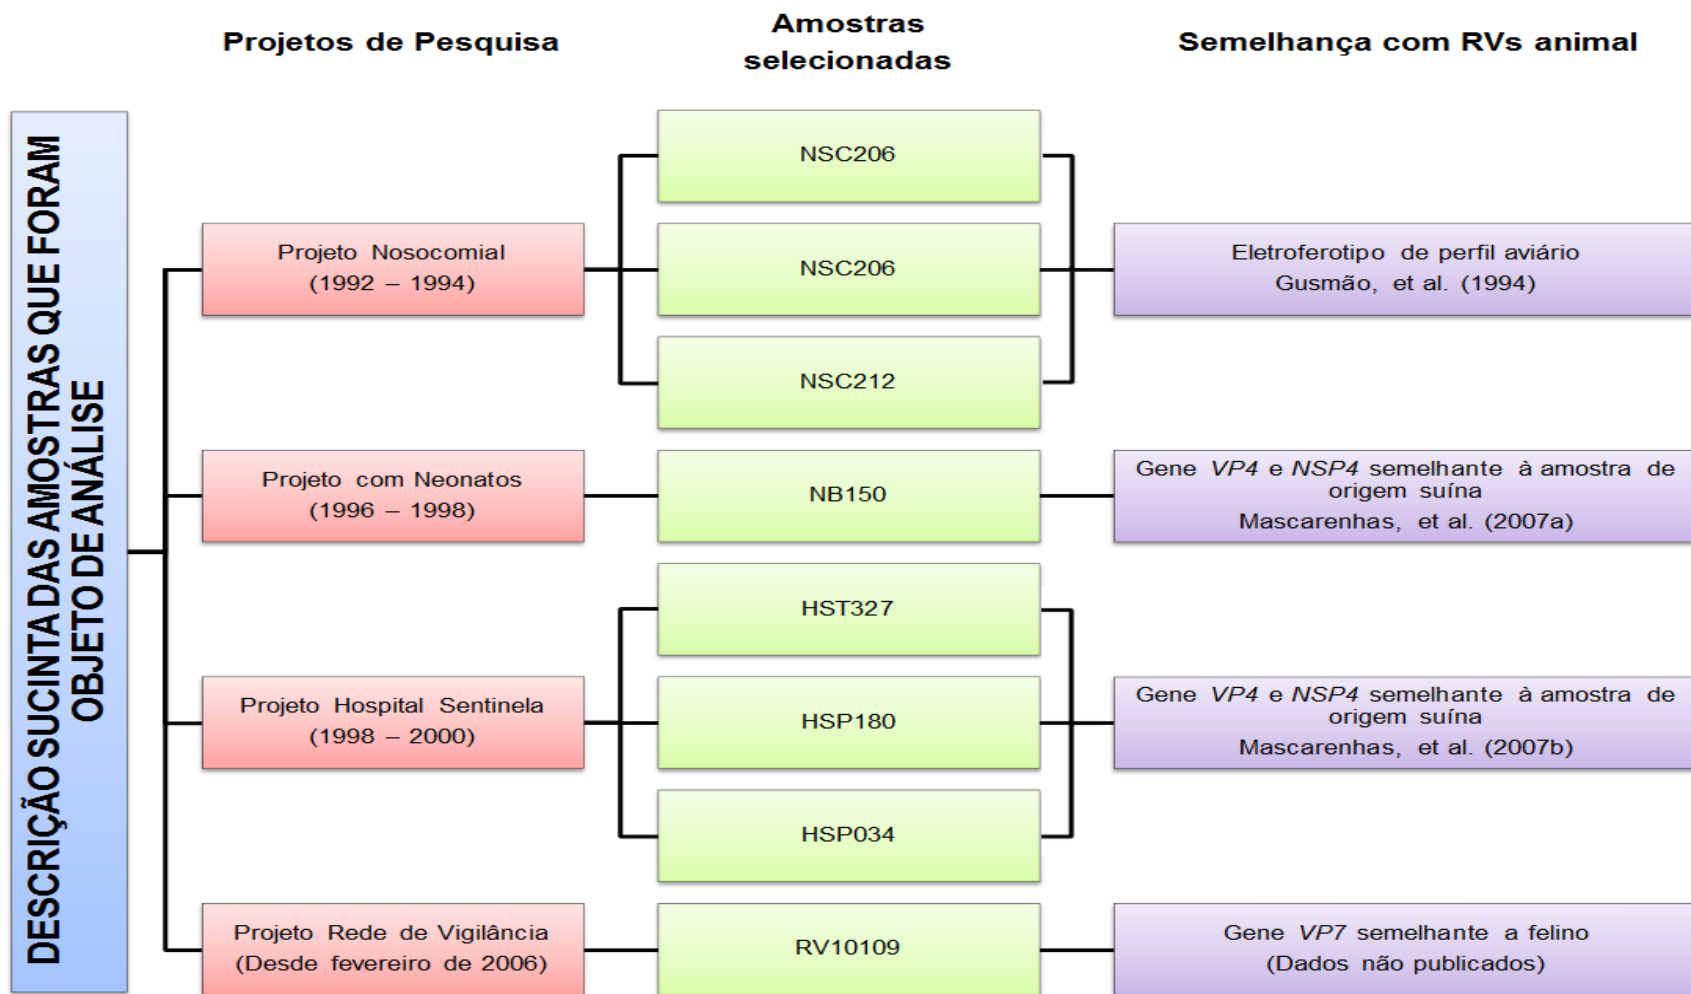 Projetos de Pesquisa
Amostras
selecionadas
Semelhança com RVs animal
DESCRIÇÃO SUCINTA DAS AMOSTRAS QUE FORAM
OBJETO DE ANÁLISE
Projeto Nosocomial
(1992 – 1994)
NSC206
NSC206
NSC212
Eletroferotipo de perfil aviário
Gusmão, et al. (1994)
Projeto com Neonatos
(1996 – 1998)
NB150
Gene VP4 e NSP4 semelhante à amostra de
origem suína
Mascarenhas, et al. (2007a)
Projeto Hospital Sentinela
(1998 – 2000)
HST327
HSP180
HSP034
Gene VP4 e NSP4 semelhante à amostra de
origem suína
Mascarenhas, et al. (2007b)
Projeto Rede de Vigilância
(Desde fevereiro de 2006)
RV10109
Gene VP7 semelhante a felino
(Dados não publicados)